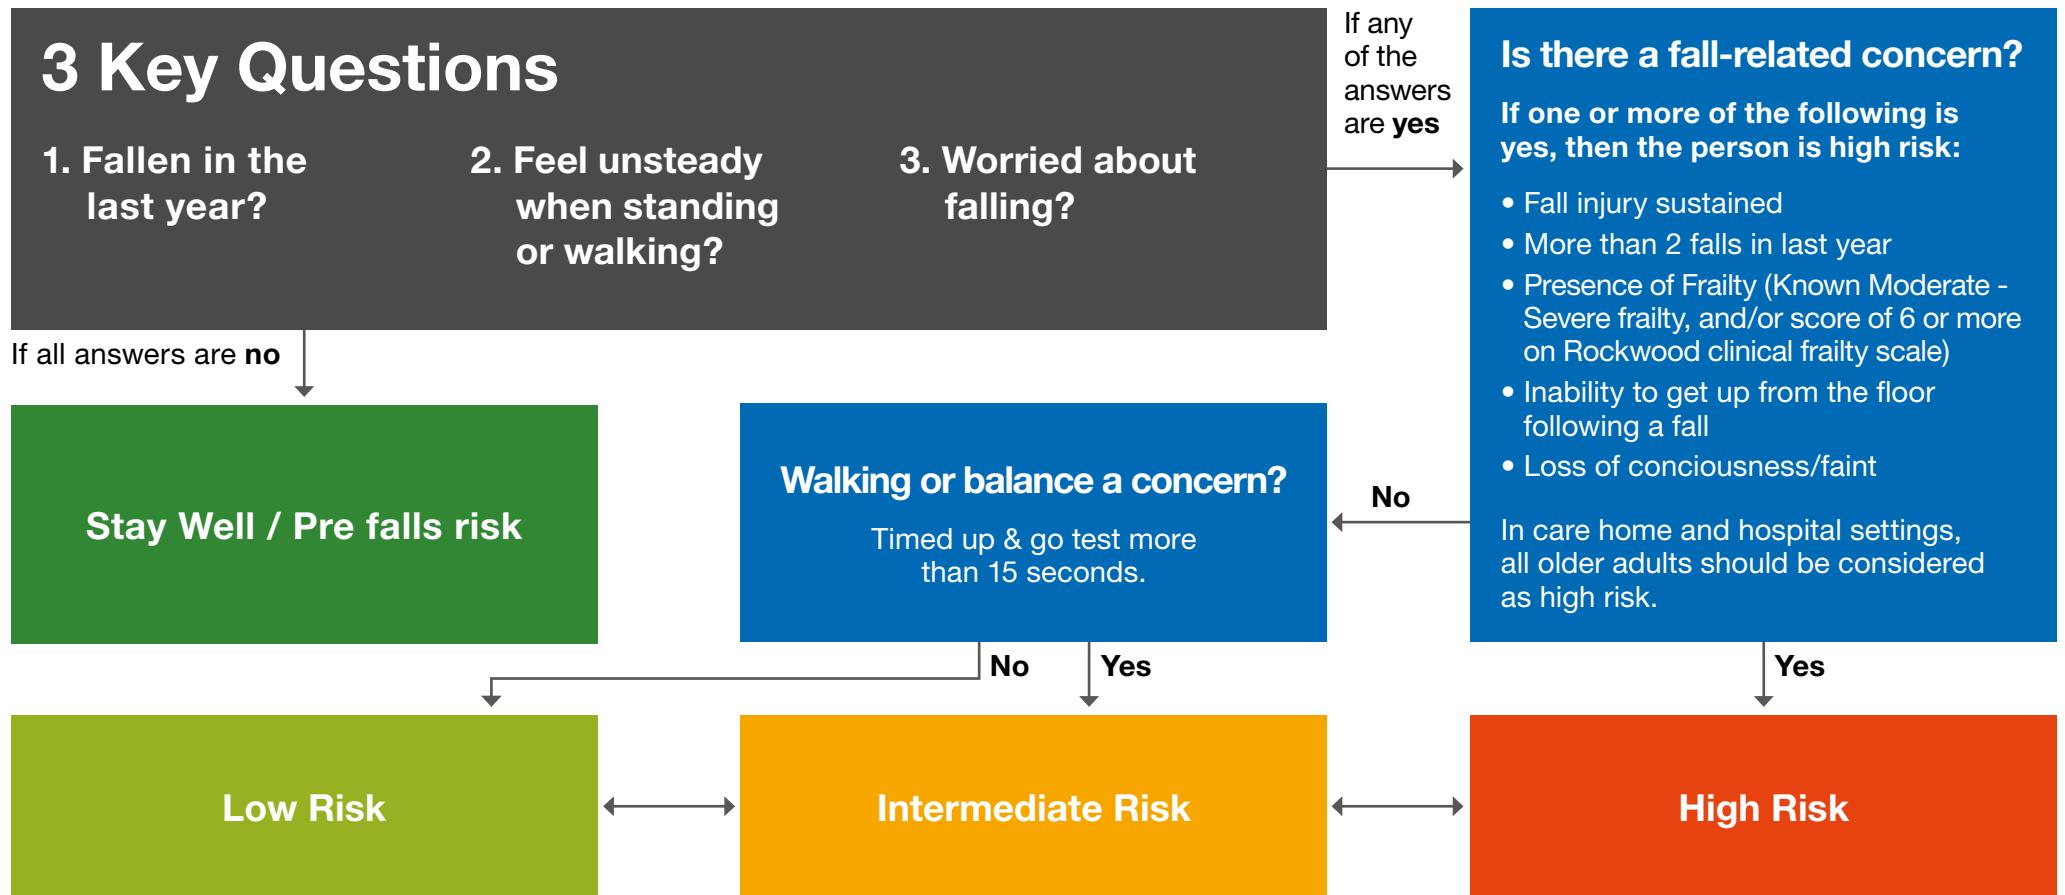 3 Key Questions
1. Fallen in the
last year?
2. Feel unsteady
when standing
or walking?
3. Worried about
falling?
If any
of the
answers
are yes
Is there a fall-related concern?
If one or more of the following is
yes, then the person is high risk:
• Fall injury sustained
• More than 2 falls in last year
• Presence of Frailty (Known Moderate -
Severe frailty, and/or score of 6 or more
on Rockwood clinical frailty scale)
• Inability to get up from the floor
following a fall
• Loss of conciousness/faint
In care home and hospital settings,
all older adults should be considered
as high risk.
If all answers are no
Stay Well / Pre falls risk
Walking or balance a concern?
Timed up & go test more
than 15 seconds.
No
No
Yes
Yes
Low Risk
Intermediate Risk
High Risk